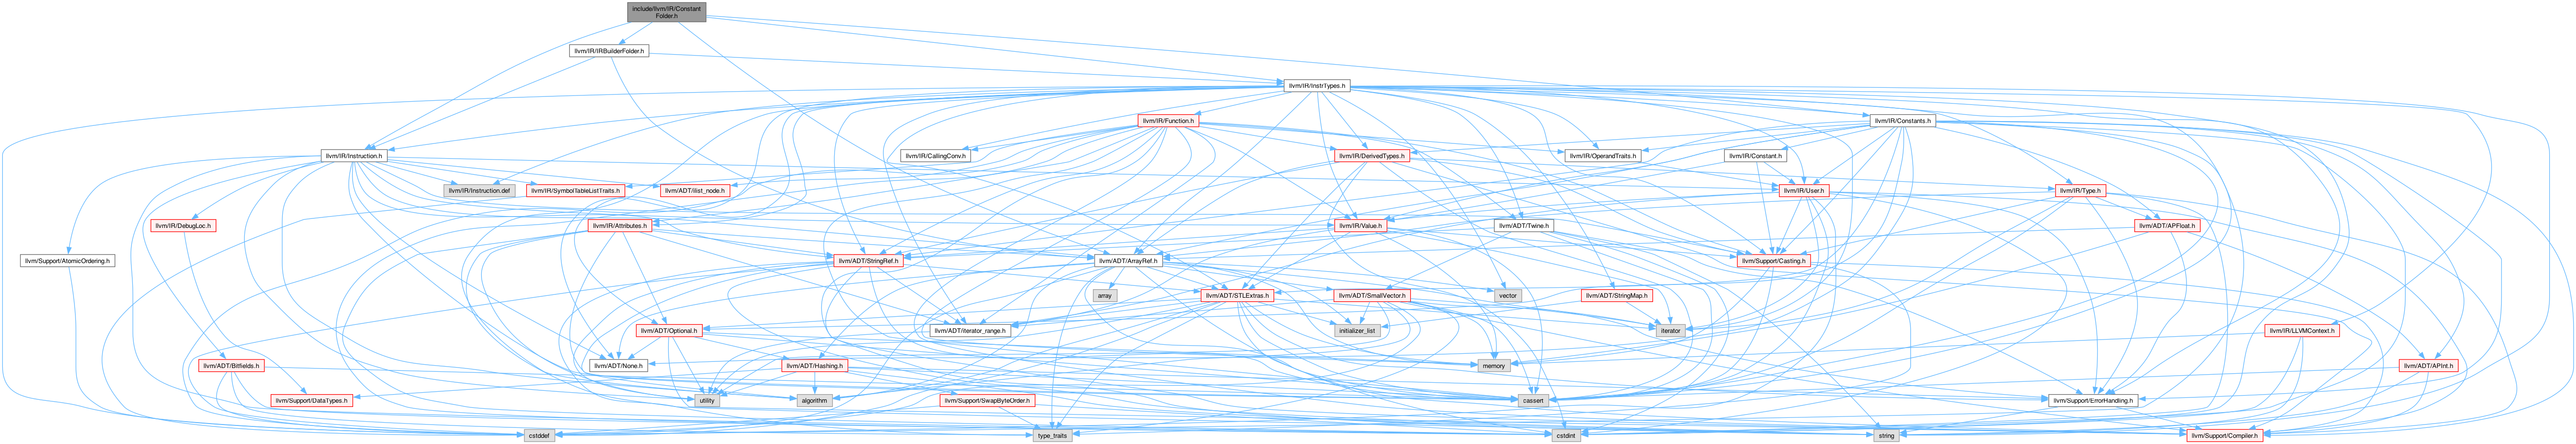 include/llvm/IR/Constant
Folder.h
llvm/IR/IRBuilderFolder.h
llvm/IR/InstrTypes.h
llvm/IR/Function.h
llvm/IR/Constants.h
llvm/IR/Instruction.h
llvm/IR/CallingConv.h
llvm/IR/DerivedTypes.h
llvm/IR/OperandTraits.h
llvm/IR/Constant.h
llvm/IR/Instruction.def
llvm/IR/SymbolTableListTraits.h
llvm/ADT/ilist_node.h
llvm/IR/User.h
llvm/IR/Type.h
llvm/IR/DebugLoc.h
llvm/IR/Attributes.h
llvm/IR/Value.h
llvm/ADT/Twine.h
llvm/ADT/APFloat.h
llvm/Support/AtomicOrdering.h
llvm/ADT/StringRef.h
llvm/ADT/ArrayRef.h
llvm/Support/Casting.h
array
llvm/ADT/STLExtras.h
llvm/ADT/SmallVector.h
vector
llvm/ADT/StringMap.h
llvm/ADT/Optional.h
llvm/ADT/iterator_range.h
initializer_list
iterator
llvm/IR/LLVMContext.h
llvm/ADT/Bitfields.h
llvm/ADT/None.h
llvm/ADT/Hashing.h
memory
llvm/ADT/APInt.h
llvm/Support/DataTypes.h
utility
algorithm
llvm/Support/SwapByteOrder.h
cassert
llvm/Support/ErrorHandling.h
cstddef
type_traits
cstdint
string
llvm/Support/Compiler.h